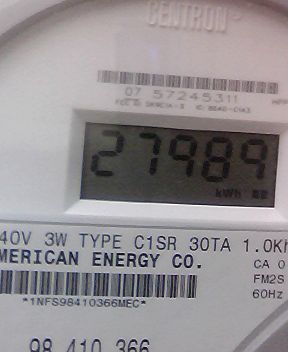 CENTRON
07 57245311
27989
kWh
40V 3W TYPE C1SR 30TA 1.0Kh
MERICAN ENERGY CO.
CA 0
FM2S
60Hz
*1NFS98410366MEC*
98 410 366